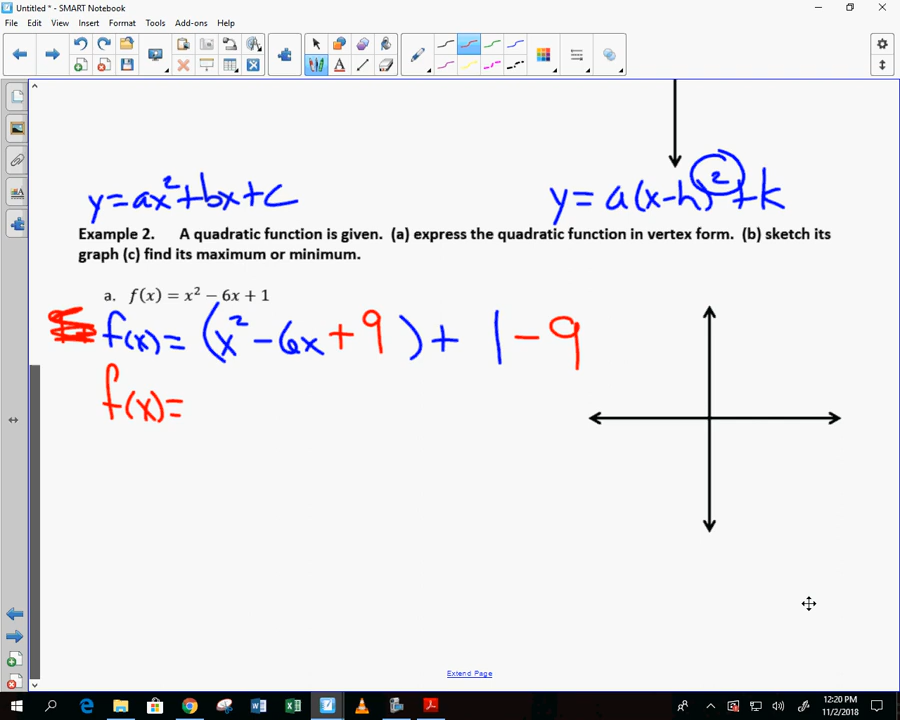 Untitled * - SMART Notebook
File Edit View Insert Format Tools Add-ons Help
y=ax²+bx+c
y= a(x-h)²+k
Example 2. A quadratic function is given. (a) express the quadratic function in vertex form. (b) sketch its
graph (c) find its maximum or minimum.
a. f(x) = x² − 6x + 1
f(x)= (x² - 6x + 9 ) + 1 - 9
f(x)=
Extend Page
12:20 PM
11/2/2018